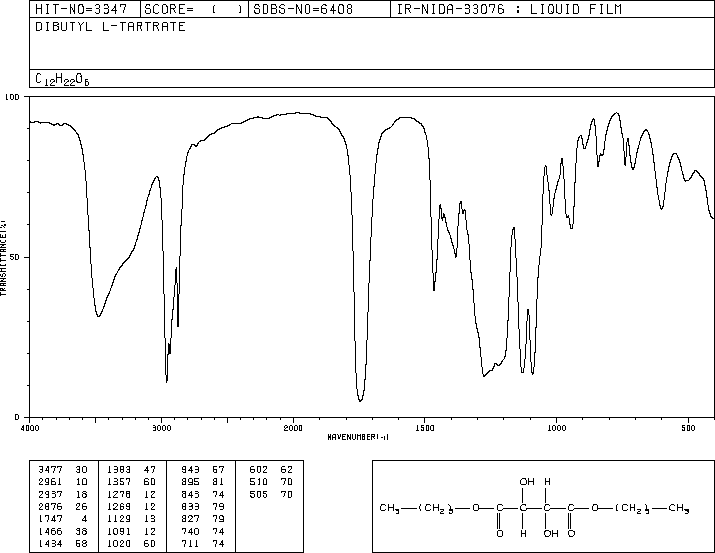 HIT-NO=3347 SCORE= ( ) SDBS-NO=6408 IR-NIDA-33076 : LIQUID FILM
DIBUTYL L-TARTRATE
C12H22O6
100
50
0
TRANSMITTANCE(%)
4000 3000 2000 1500 1000 500
WAVENUMBER(-1)
3477 30 1383 47 943 57 602 62
2961 10 1357 60 895 81 510 70
2937 18 1278 12 843 74 505 70
2876 26 1269 12 833 79
1747 4 1129 13 827 79
1466 38 1091 12 740 74
1434 58 1020 60 711 74
OH H
CH3—(CH2)3—O—C—C—C—C—O—(CH2)3—CH3
O H OH O